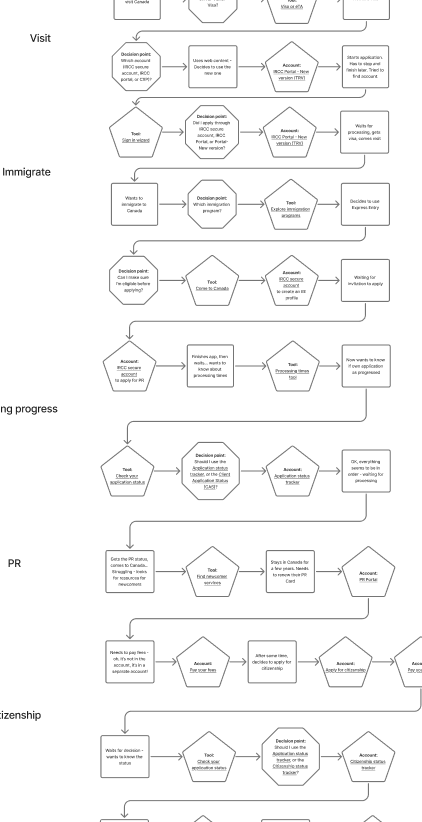 visit Canada
Visa?
Visa or eTA
Visit
Decision point:
Which account
(IRCC secure
account, IRCC
portal, or CXP)?
Uses web content -
Decides to use the
new one
Account:
IRCC Portal - New
version (TRV)
Starts application.
Has to stop and
finish later. Tried to
find account
Tool:
Sign in wizard
Decision point:
Did I apply through
IRCC secure
account, IRCC
Portal, or Portal-
New version?
Account:
IRCC Portal - New
version (TRV)
Waits for
processing, gets
visa, comes visit
Immigrate
Wants to
immigrate to
Canada
Decision point:
Which immigration
program?
Tool:
Explore immigration
programs
Decides to use
Express Entry
Decision point:
Can I make sure
I'm eligible before
applying?
Tool:
Come to Canada
Account:
IRCC secure
account
to create an EE
profile
Waiting for
invitation to apply
Account:
IRCC secure
account
to apply for PR
Finishes app, then
waits... wants to
know about
processing times
Tool:
Processing times
tool
Now wants to know
if own application
as progressed
ng progress
Tool:
Check your
application status
Decision point:
Should I use the
Application status
tracker, or the Client
Application Status
(CAS)?
Account:
Application status
tracker
OK, everything
seems to be in
order - waiting for
processing
PR
Gets the PR status,
comes to Canada...
Struggling - looks
for resources for
newcomers
Tool:
Find newcomer
services
Stays in Canada for
a few years. Needs
to renew their PR
Card
Account:
PR Portal
Needs to pay fees -
oh, it's not in the
account, it's in a
separate account?
Account:
Pay your fees
After some time,
decides to apply for
citizenship
Account:
Apply for citizenship
Acco
Pay you
tizenship
Waits for decision -
wants to know the
status
Tool:
Check your
application status
Decision point:
Should I use the
Application status
tracker, or the
Citizenship status
tracker?
Account:
Citizenship status
tracker